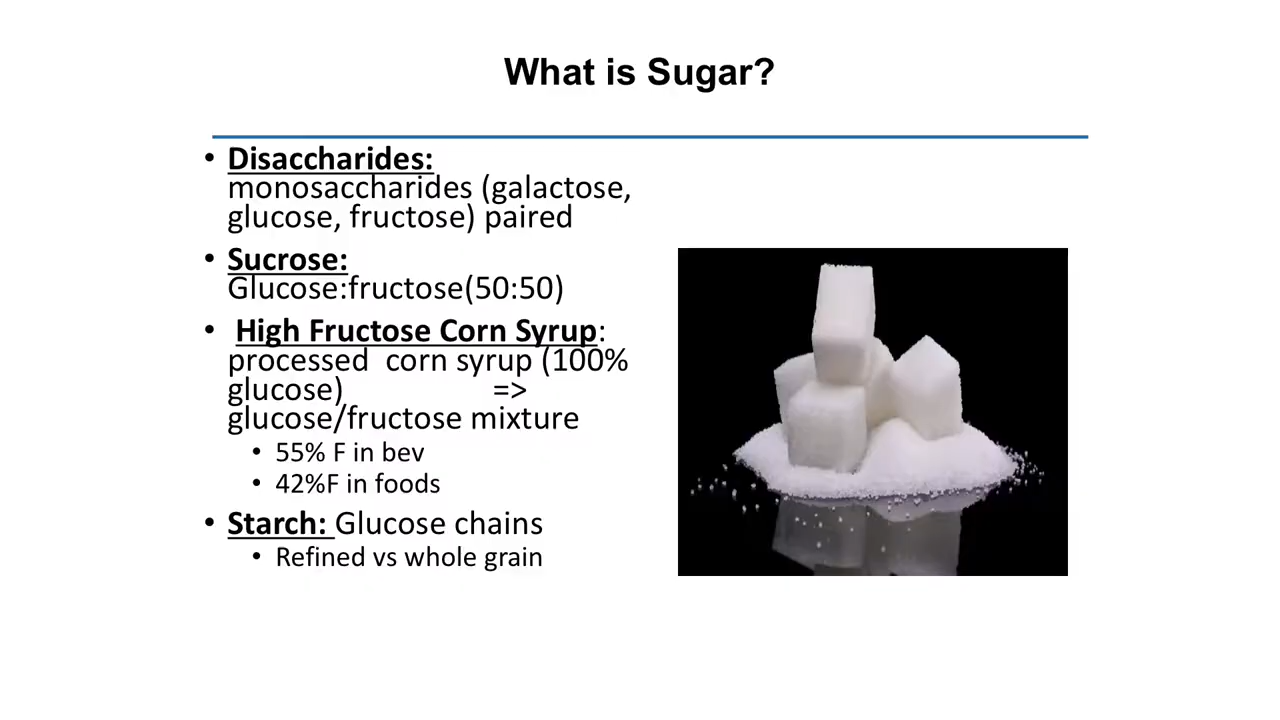 What is Sugar?
• Disaccharides:
monosaccharides (galactose,
glucose, fructose) paired
• Sucrose:
Glucose:fructose(50:50)
• High Fructose Corn Syrup:
processed  corn syrup (100%
glucose) =>
glucose/fructose mixture
• 55% F in bev
• 42%F in foods
• Starch: Glucose chains
• Refined vs whole grain